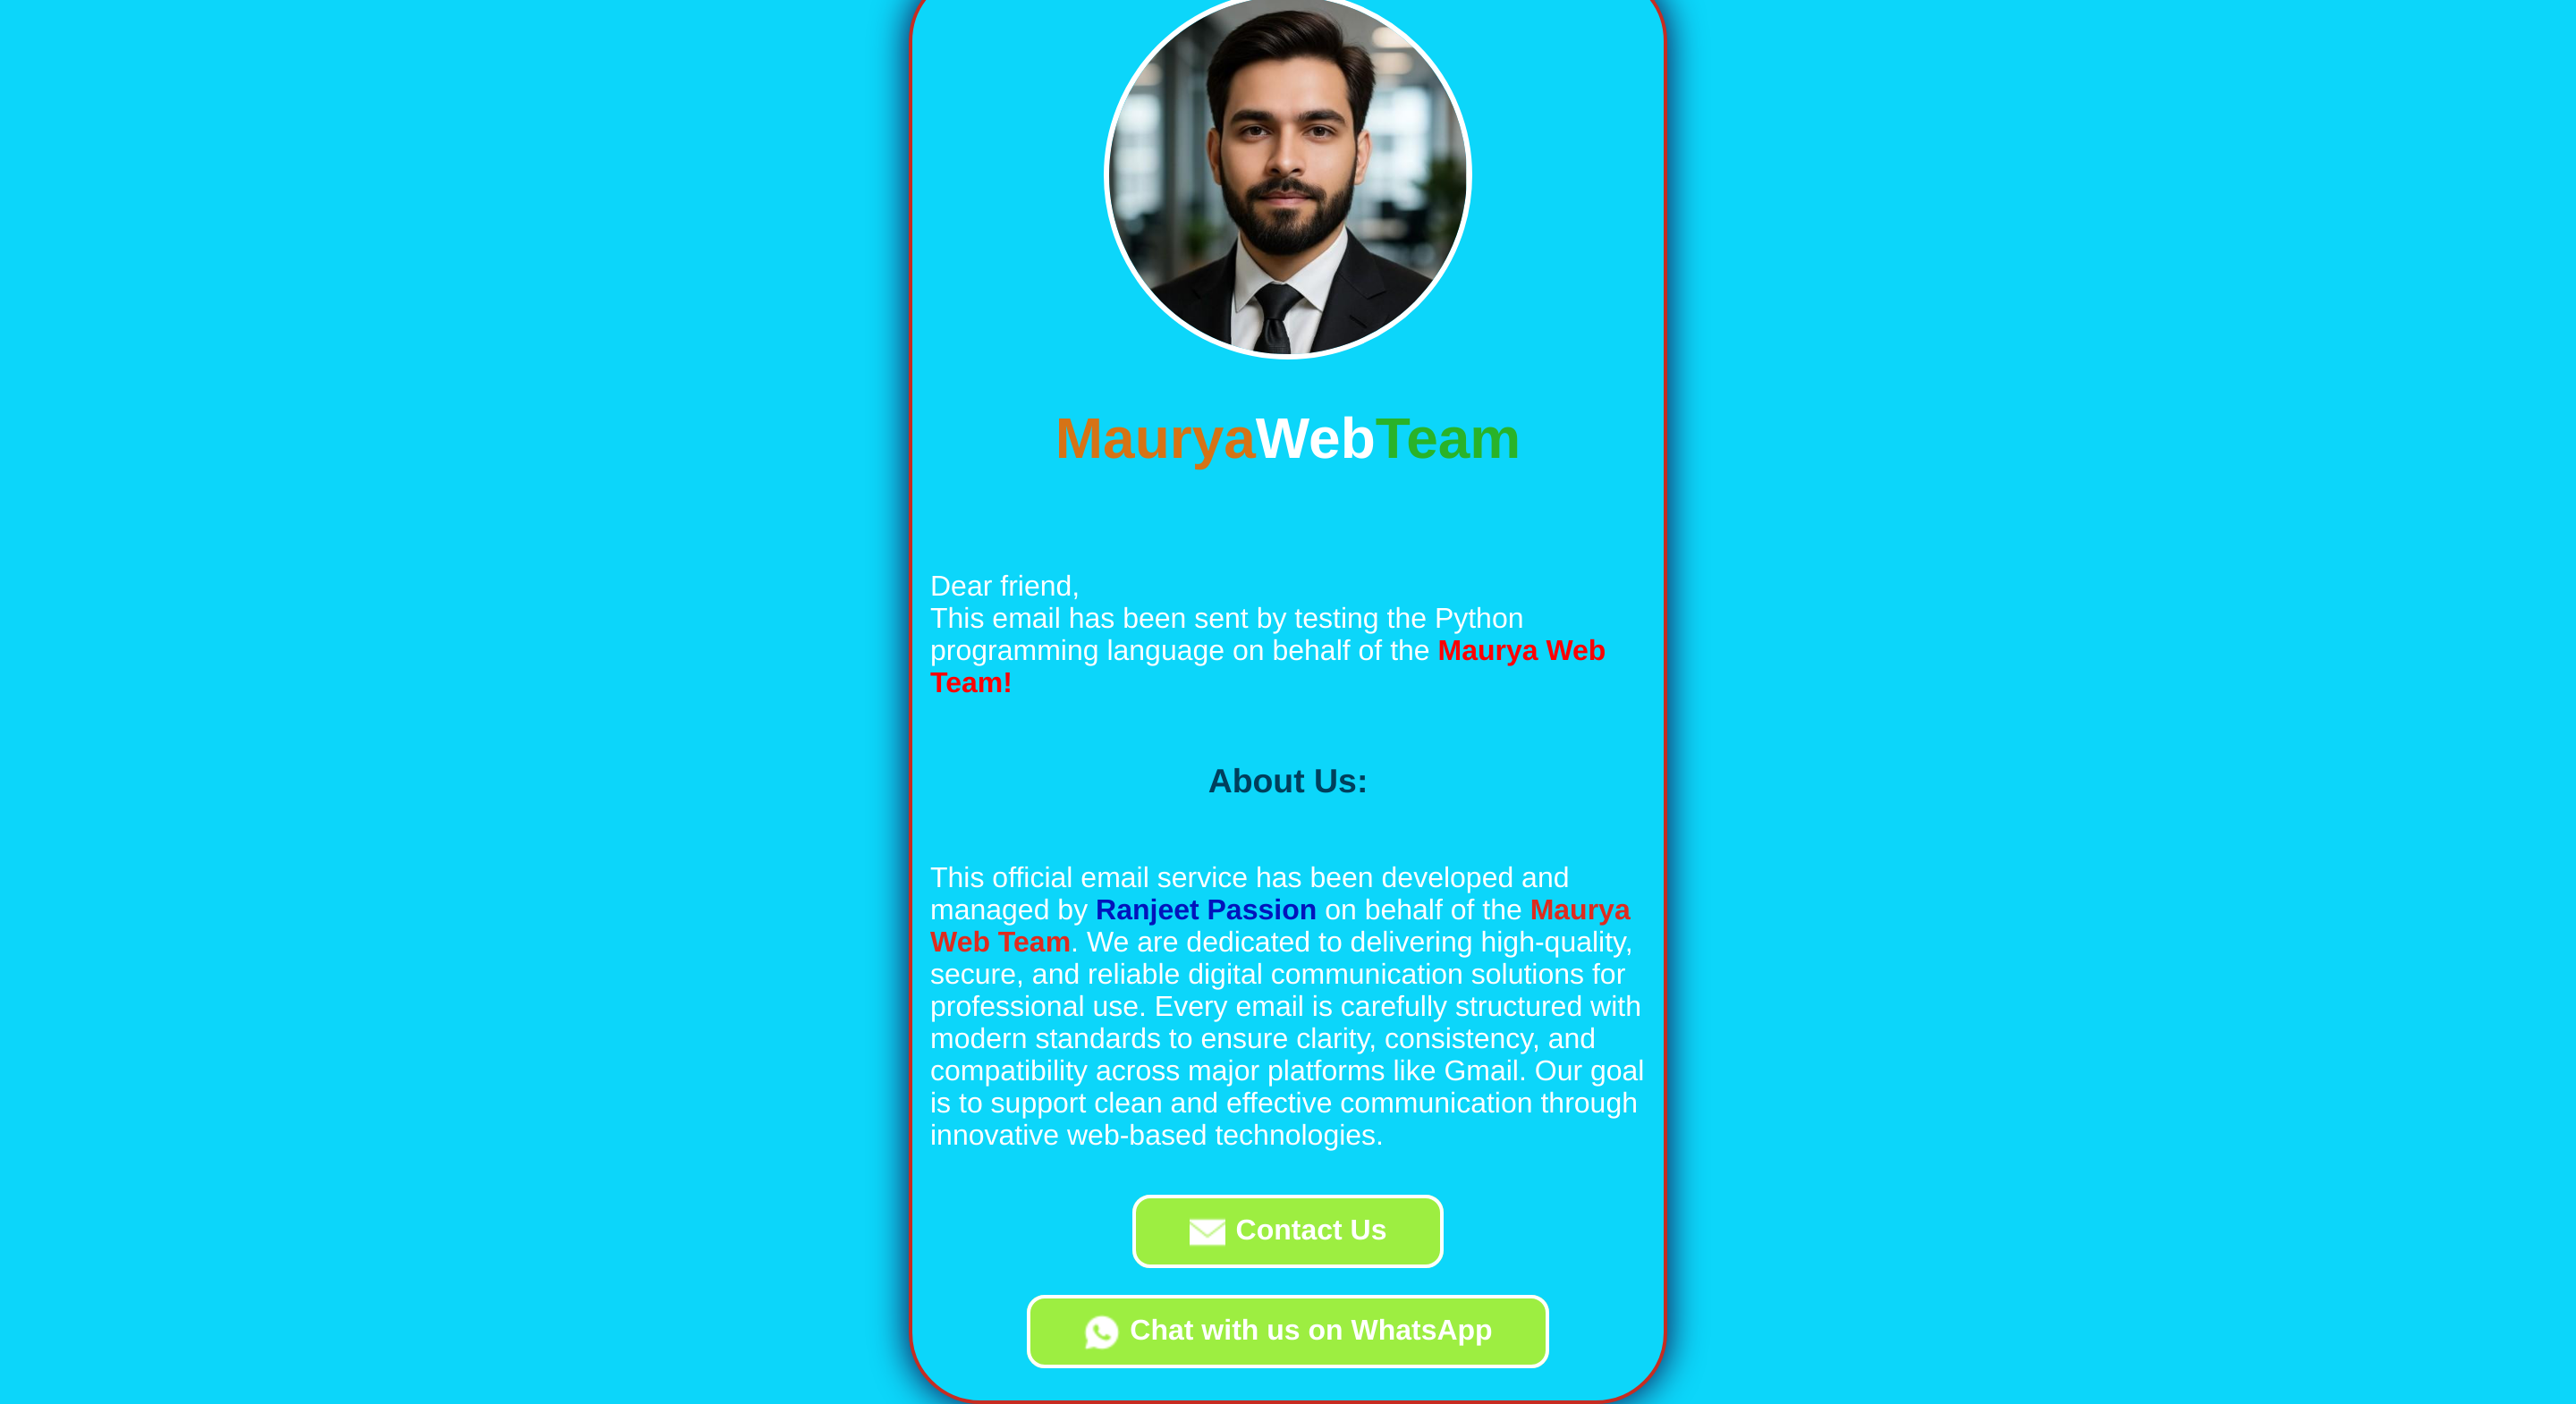 MauryaWebTeam
Dear friend,
This email has been sent by testing the Python
programming language on behalf of the Maurya Web
Team!
About Us:
This official email service has been developed and
managed by Ranjeet Passion on behalf of the Maurya
Web Team. We are dedicated to delivering high-quality,
secure, and reliable digital communication solutions for
professional use. Every email is carefully structured with
modern standards to ensure clarity, consistency, and
compatibility across major platforms like Gmail. Our goal
is to support clean and effective communication through
innovative web-based technologies.
Contact Us
Chat with us on WhatsApp